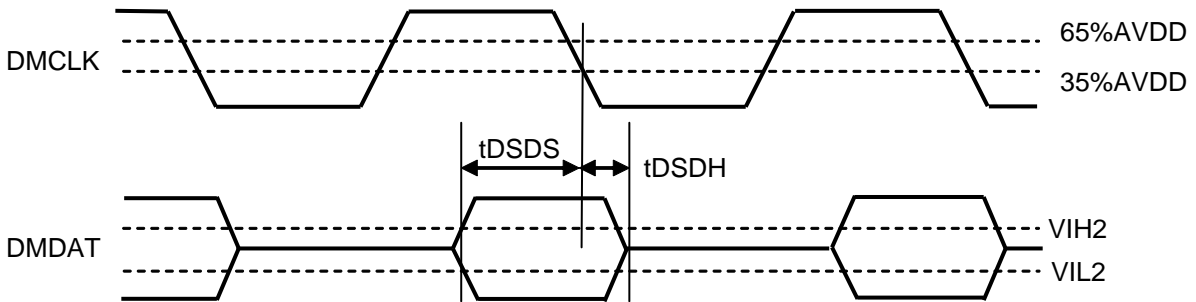 65%AVDD
DMCLK
35%AVDD
tDSDS
tDSDH
VIH2
DMDAT
VIL2